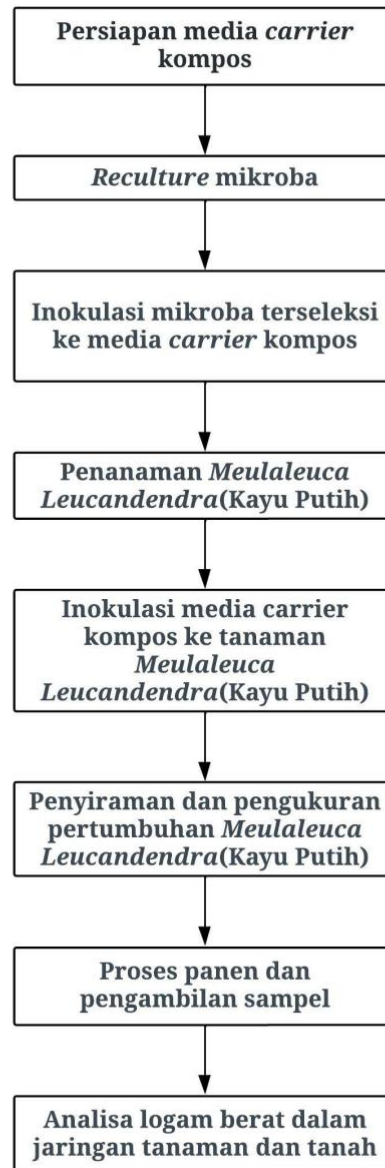 Persiapan media carrier
kompos
Reculture mikroba
Inokulasi mikroba terseleksi
ke media carrier kompos
Penanaman Meulaleuca
Leucandendra(Kayu Putih)
Inokulasi media carrier
kompos ke tanaman
Meulaleuca
Leucandendra(Kayu Putih)
Penyiraman dan pengukuran
pertumbuhan Meulaleuca
Leucandendra(Kayu Putih)
Proses panen dan
pengambilan sampel
Analisa logam berat dalam
jaringan tanaman dan tanah